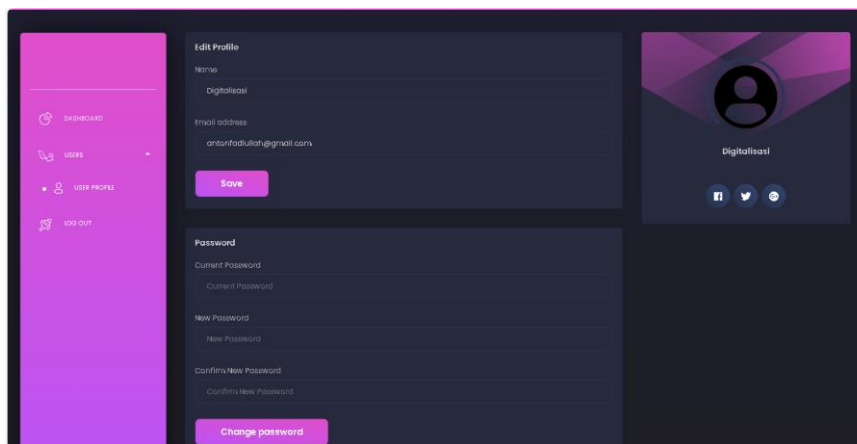 DASHBOARD
USERS
USER PROFILE
LOG OUT
Edit Profile
Name
Digitalisasi
Email address
antonfadlullah@gmail.com
Save
Password
Current Password
Current Password
New Password
New Password
Confirm New Password
Confirm New Password
Change password
Digitalisasi